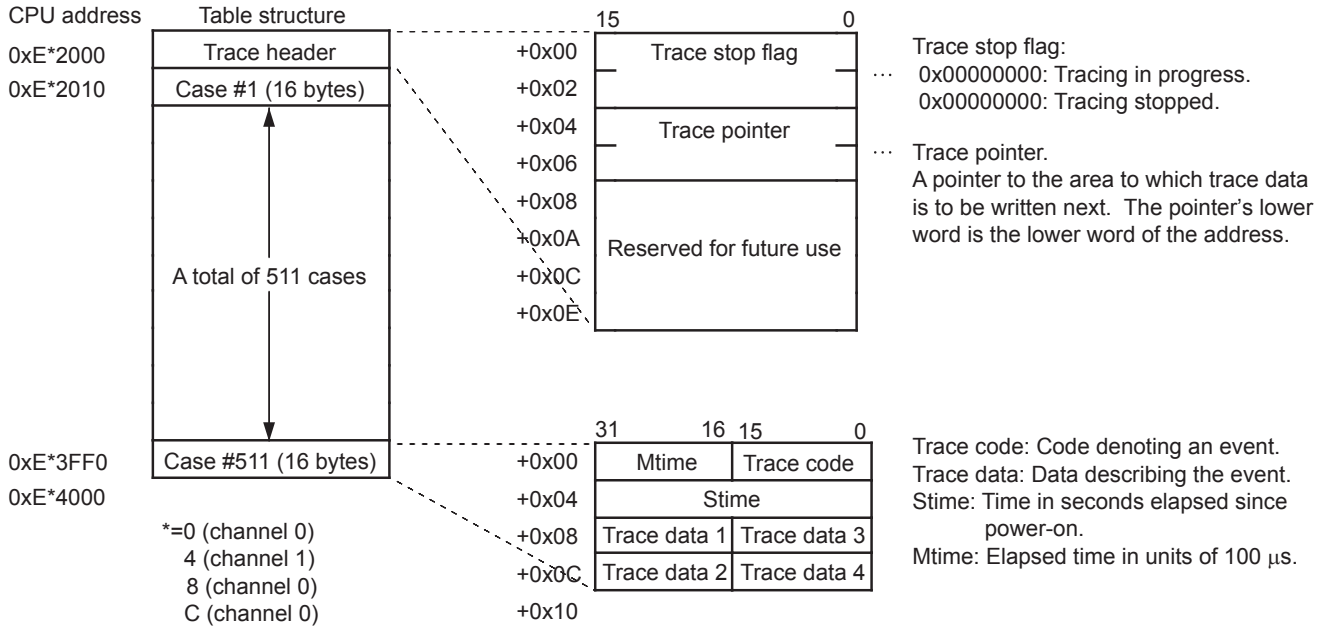 CPU address
Table structure
0xE*2000
Trace header
0xE*2010
Case #1 (16 bytes)
A total of 511 cases
0xE*3FF0
Case #511 (16 bytes)
0xE*4000
*=0 (channel 0)
4 (channel 1)
8 (channel 0)
C (channel 0)
15 0
+0x00
Trace stop flag
+0x02
+0x04
Trace pointer
+0x06
+0x08
+0x0A
Reserved for future use
+0x0C
+0x0E
… Trace stop flag:
0x00000000: Tracing in progress.
0x00000000: Tracing stopped.
… Trace pointer.
A pointer to the area to which trace data
is to be written next. The pointer's lower
word is the lower word of the address.
31 16 15 0
+0x00 Mtime Trace code
+0x04 Stime
+0x08 Trace data 1 Trace data 3
+0x0C Trace data 2 Trace data 4
+0x10
Trace code: Code denoting an event.
Trace data: Data describing the event.
Stime: Time in seconds elapsed since
power-on.
Mtime: Elapsed time in units of 100 μs.